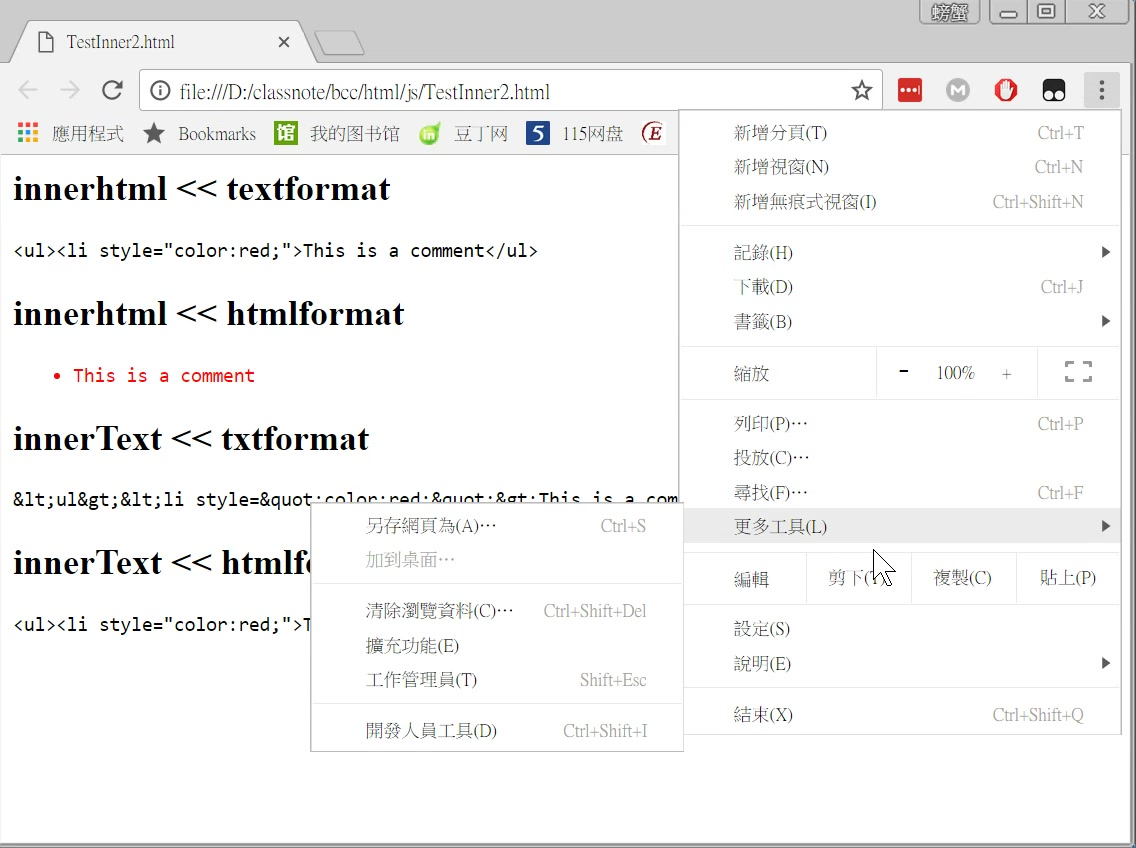 螃蟹
TestInner2.html
file:///D:/classnote/bcc/html/js/TestInner2.html
應用程式 Bookmarks 馆 我的图书馆 in 豆丁网 5 115网盘 E
innerhtml << textformat
<ul><li style="color:red;">This is a comment</ul>
innerhtml << htmlformat
• This is a comment
innerText << txtformat
&lt;ul&gt;&lt;li style=&quot;color:red;&quot;&gt;This is a com
innerText << htmlf
<ul><li style="color:red;">T
新增分頁(T) Ctrl+T
新增視窗(N) Ctrl+N
新增無痕式視窗(I) Ctrl+Shift+N
記錄(H)
下載(D) Ctrl+J
書籤(B)
縮放 - 100% +
列印(P)… Ctrl+P
投放(C)…
尋找(F)… Ctrl+F
更多工具(L)
編輯 剪下(T) 複製(C) 貼上(P)
設定(S)
說明(E)
結束(X) Ctrl+Shift+Q
另存網頁為(A)… Ctrl+S
加到桌面…
清除瀏覽資料(C)… Ctrl+Shift+Del
擴充功能(E)
工作管理員(T) Shift+Esc
開發人員工具(D) Ctrl+Shift+I